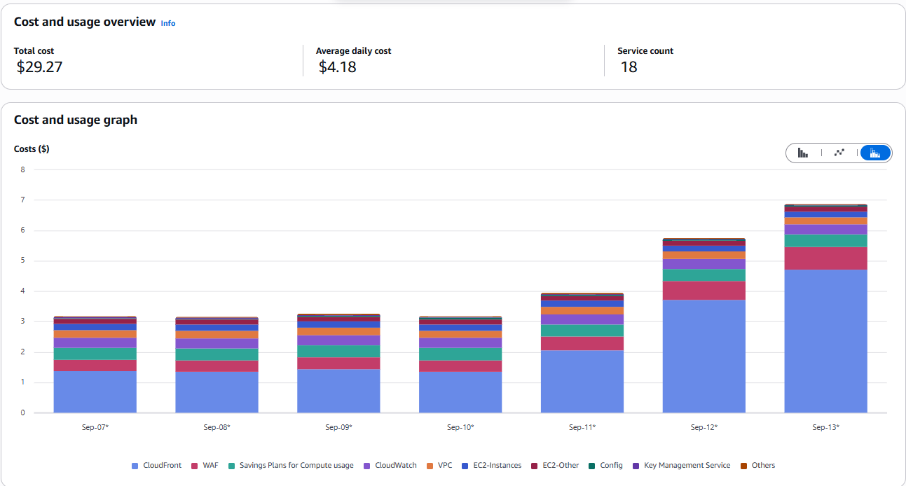 Cost and usage overview Info
Total cost
$29.27
Average daily cost
$4.18
Service count
18
Cost and usage graph
Costs ($)
8
7
6
5
4
3
2
1
0
Sep-07* Sep-08* Sep-09* Sep-10* Sep-11* Sep-12* Sep-13*
CloudFront WAF Savings Plans for Compute usage CloudWatch VPC EC2-Instances EC2-Other Config Key Management Service Others